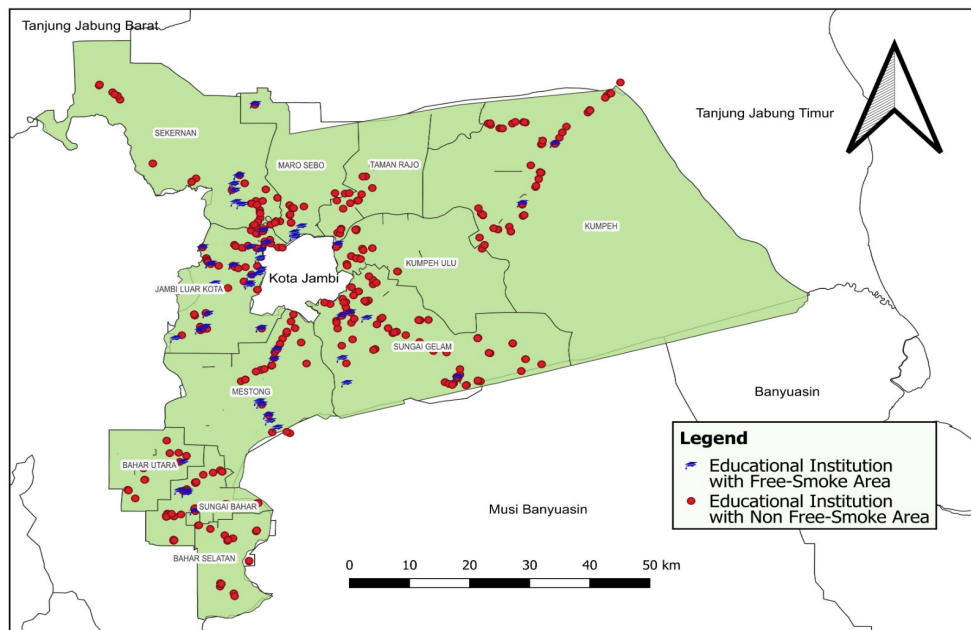 Tanjung Jabung Barat
Tanjung Jabung Timur
SEKERNAN
MARO SEBO
TAMAN RAJO
KUMPEH
KUMPEH ULU
Kota Jambi
JAMBI LUAR KOTA
SUNGAI GELAM
MESTONG
Banyuasin
BAHAR UTARA
SUNGAI BAHAR
Musi Banyuasin
BAHAR SELATAN
Legend
Educational Institution
with Free-Smoke Area
Educational Institution
with Non Free-Smoke Area
0 10 20 30 40 50 km